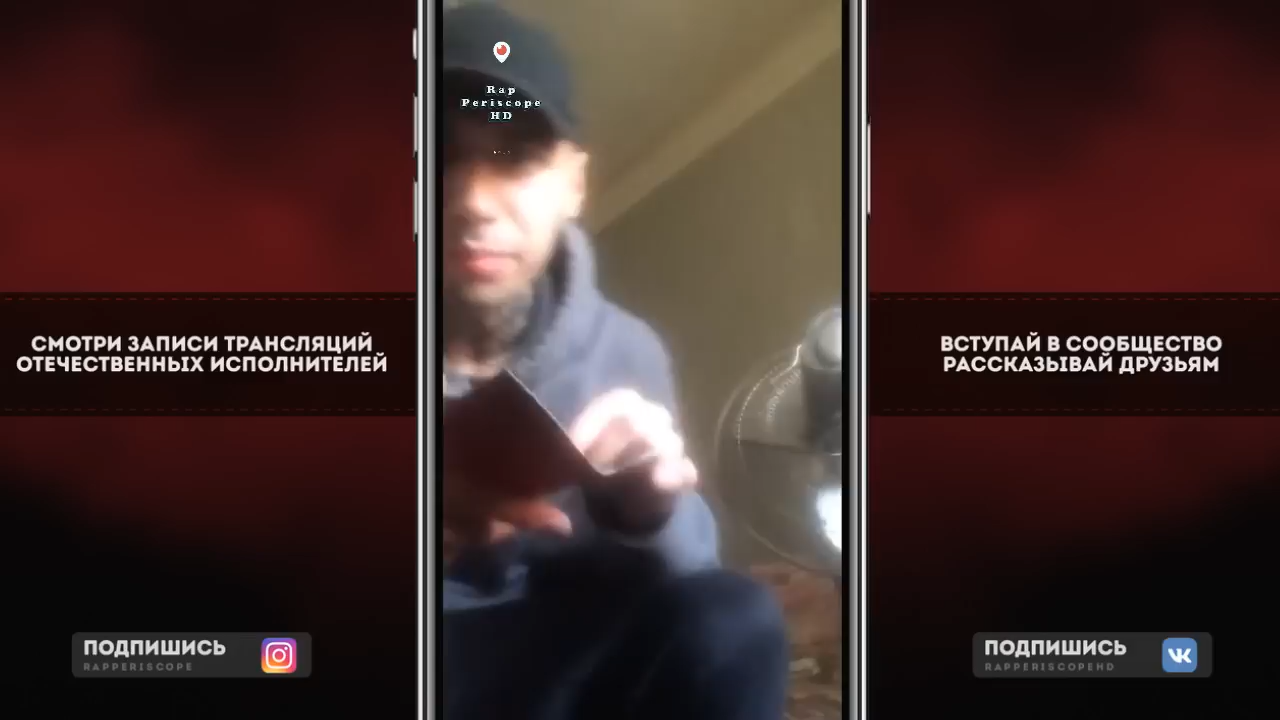 Rap
Periscope
HD
СМОТРИ ЗАПИСИ ТРАНСЛЯЦИЙ
ОТЕЧЕСТВЕННЫХ ИСПОЛНИТЕЛЕЙ
ВСТУПАЙ В СООБЩЕСТВО
РАССКАЗЫВАЙ ДРУЗЬЯМ
ПОДПИШИСЬ
RAPPERISCOPE
ПОДПИШИСЬ
RAPPERISCOPEHD